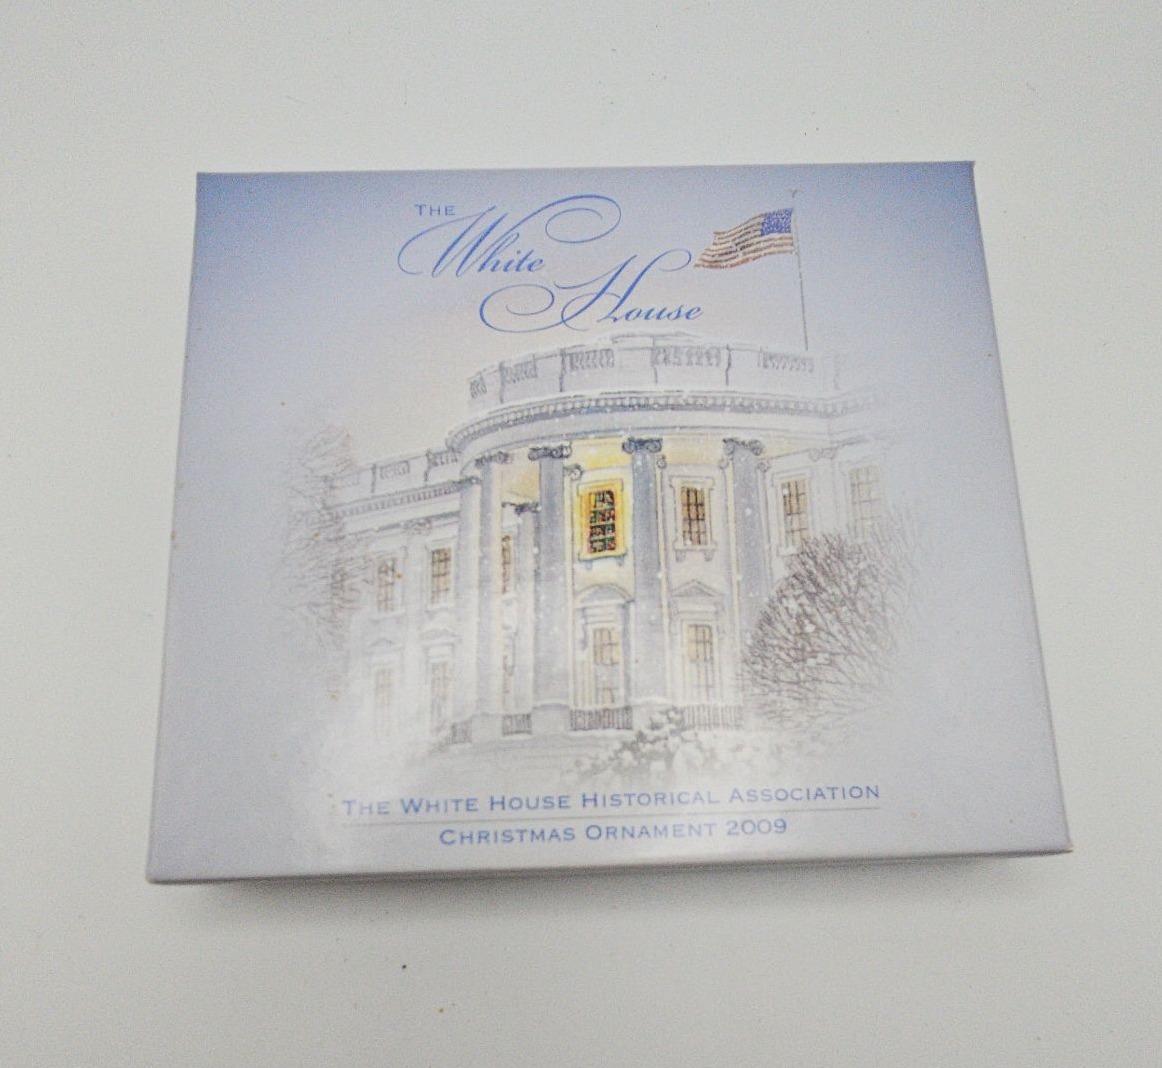 THE
White
House
THE WHITE HOUSE HISTORICAL ASSOCIATION
CHRISTMAS ORNAMENT 2009